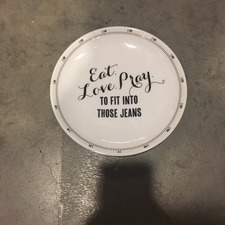 Eat,
Love, Pray
TO FIT INTO
THOSE JEANS